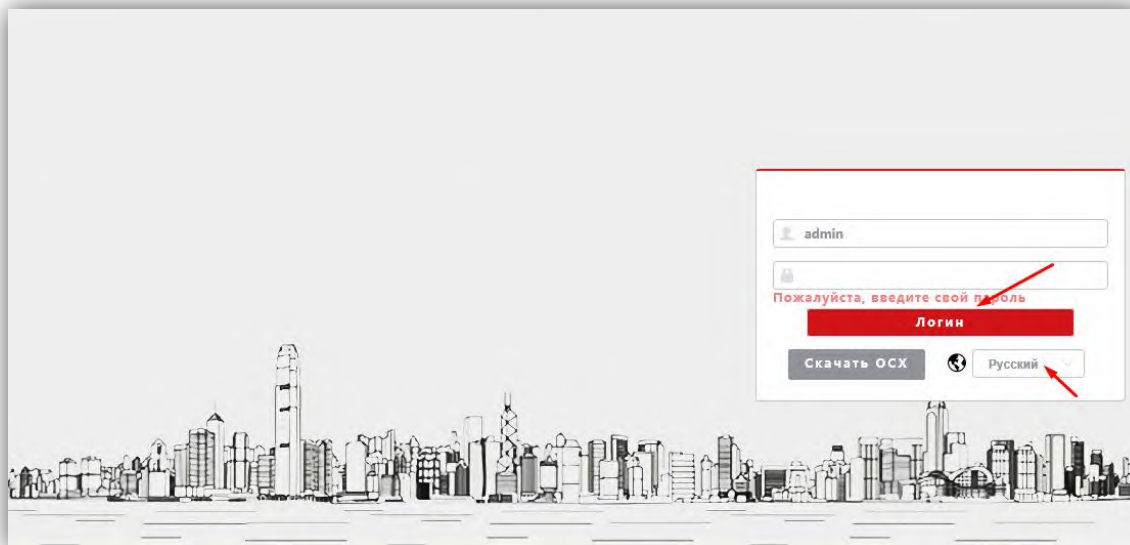 admin
Пожалуйста, введите свой пароль
Логин
Скачать OCX Русский